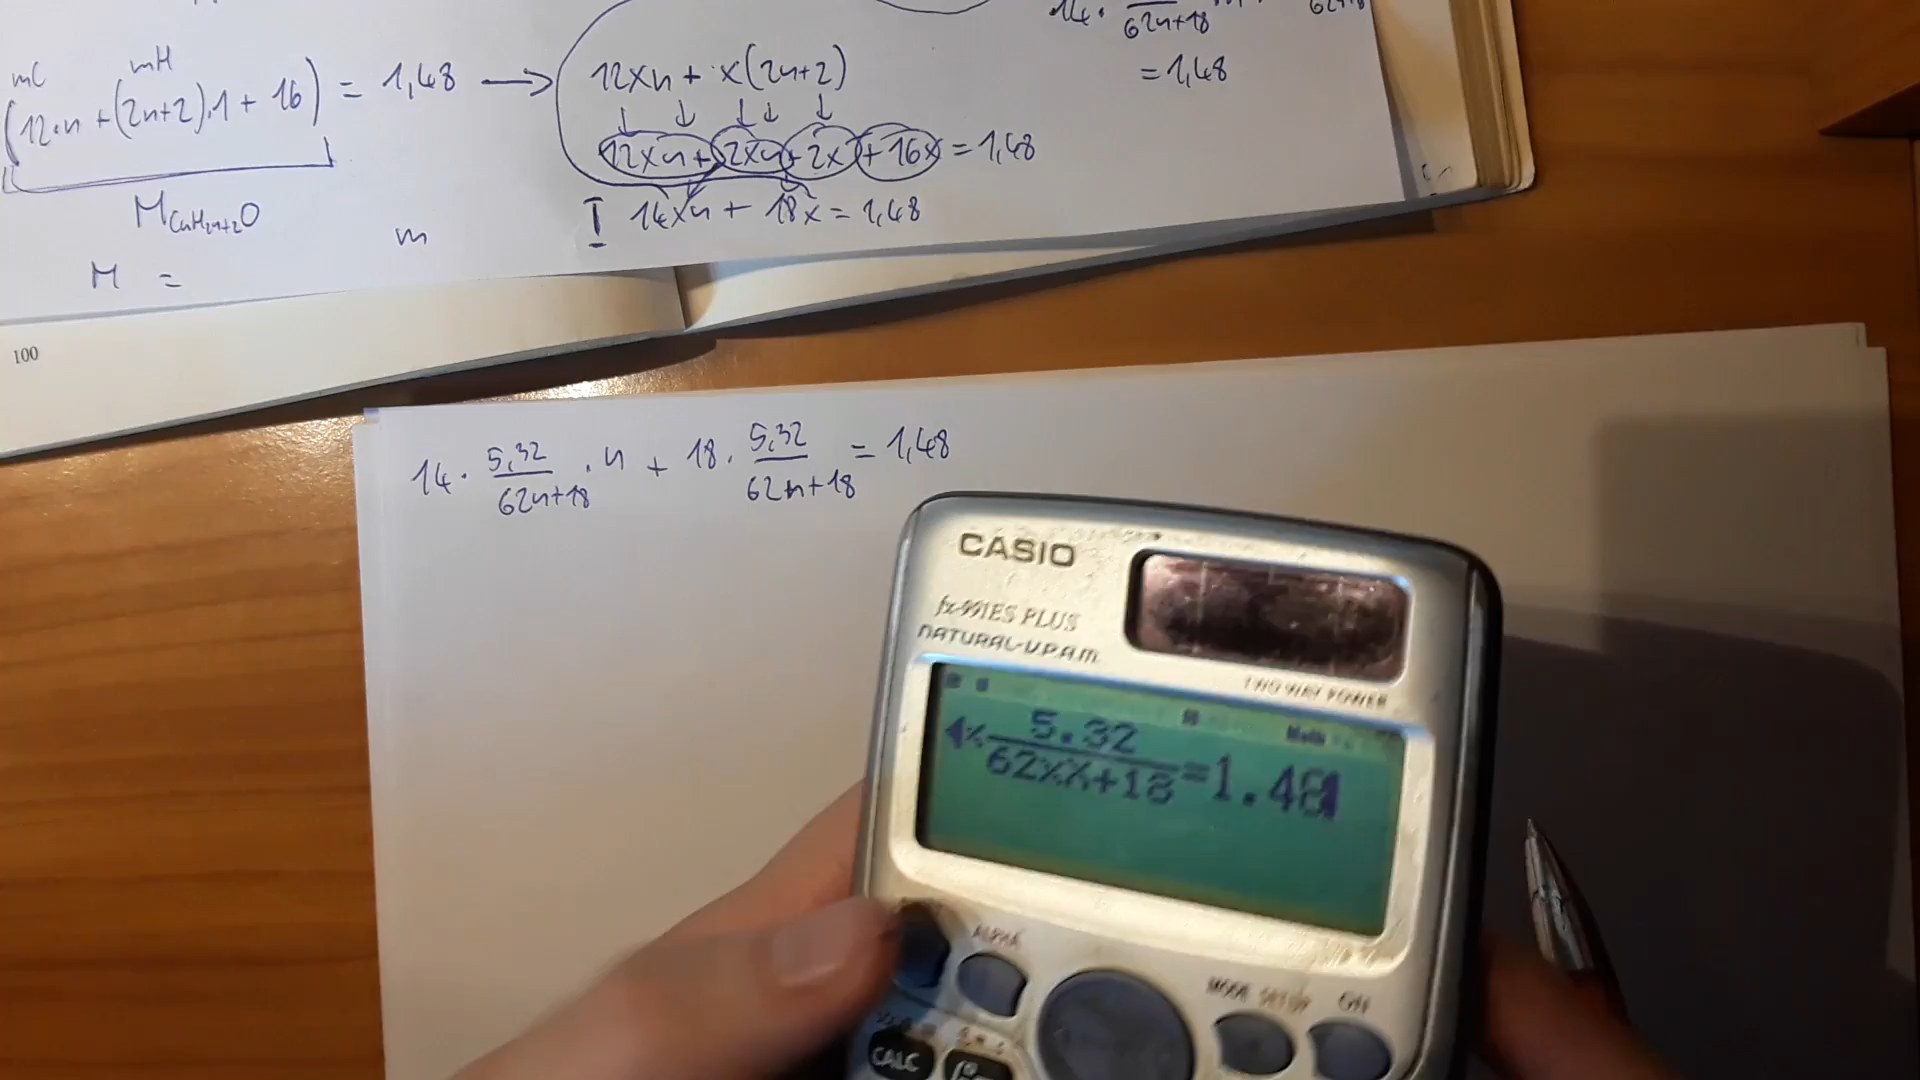 mC mH
(12·n + (2n+2).1 + 16) = 1,48 →
M CnH2n+2O
M = m
12xn + x(2n+2)
↓ ↓ ↓ ↓ ↓
12xn + 2xn + 2x + 16x = 1,48
I 14xn + 18x = 1,48
14· 62n+18
= 1,48
100
14 · 5,32/62n+18 · n + 18 · 5,32/62n+18 = 1,48
CASIO
fx-991ES PLUS
NATURAL-V.P.A.M.
TWO WAY POWER
Math
× 5.32/62×X+18 =1.48
ALPHA
MODE SETUP ON
CALC